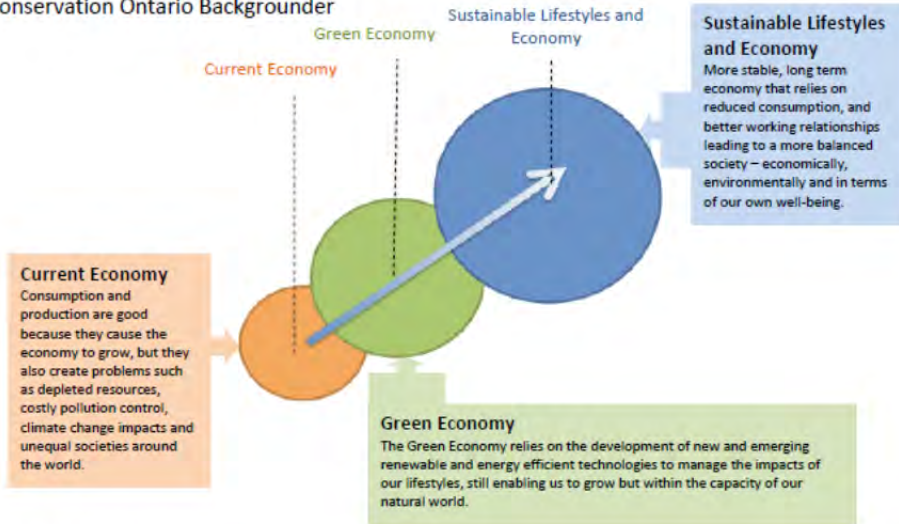 onservation Ontario Backgrounder
Sustainable Lifestyles and
Economy
Green Economy
Current Economy
Sustainable Lifestyles
and Economy
More stable, long term
economy that relies on
reduced consumption, and
better working relationships
leading to a more balanced
society – economically,
environmentally and in terms
of our own well-being.
Current Economy
Consumption and
production are good
because they cause the
economy to grow, but they
also create problems such
as depleted resources,
costly pollution control,
climate change impacts and
unequal societies around
the world.
Green Economy
The Green Economy relies on the development of new and emerging
renewable and energy efficient technologies to manage the impacts of
our lifestyles, still enabling us to grow but within the capacity of our
natural world.